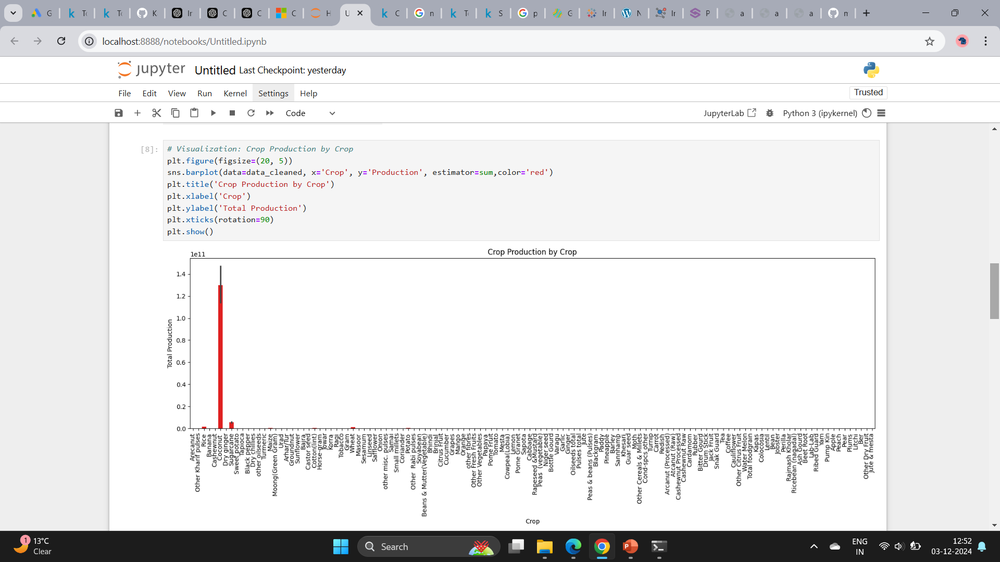 G
To
To
K
Ir
C
C
C
H
U
C
n
To
S
p
G
Ir
N
Ir
P
a
a
a
n
localhost:8888/notebooks/Untitled.ipynb
jupyter Untitled Last Checkpoint: yesterday
File Edit View Run Kernel Settings Help
Trusted
Code
JupyterLab
Python 3 (ipykernel)
[8]:
# Visualization: Crop Production by Crop
plt.figure(figsize=(20, 5))
sns.barplot(data=data_cleaned, x='Crop', y='Production', estimator=sum,color='red')
plt.title('Crop Production by Crop')
plt.xlabel('Crop')
plt.ylabel('Total Production')
plt.xticks(rotation=90)
plt.show()
Crop Production by Crop
1e11
1.4
1.2
1.0
0.8
0.6
0.4
0.2
0.0
Total Production
Arecanut
Other Kharif pulses
Rice
Banana
Cashewnut
Coconut
Dry ginger
Sugarcane
Sweet potato
Tapioca
Black pepper
Dry chillies
other oilseeds
Turmeric
Maize
Moong(Green Gram)
Urad
Arhar/Tur
Groundnut
Sunflower
Bajra
Castor seed
Cotton(lint)
Horse-gram
Jowar
Korra
Ragi
Tobacco
Gram
Wheat
Masoor
Sesamum
Linseed
Safflower
Onion
other misc. pulses
Samai
Small millets
Coriander
Potato
Other  Rabi pulses
Soyabean
Beans & Mutter(Vegetable)
Bhindi
Brinjal
Citrus Fruit
Cucumber
Grapes
Mango
Orange
other fibres
Other Fresh Fruits
Other Vegetables
Papaya
Pome Fruit
Tomato
Mesta
Cowpea(Lobia)
Lemon
Pome Granet
Sapota
Cabbage
Rapeseed &Mustard
Peas  (vegetable)
Niger seed
Bottle Gourd
Varagu
Garlic
Ginger
Oilseeds total
Pulses total
Jute
Peas & beans (Pulses)
Blackgram
Paddy
Pineapple
Barley
Sannhamp
Khesari
Guar seed
Moth
Other Cereals & Millets
Cond-spcs other
Turnip
Carrot
Redish
Arcanut (Processed)
Atcanut (Raw)
Cashewnut Processed
Cashewnut Raw
Cardamom
Rubber
Bitter Gourd
Drum Stick
Jack Fruit
Snak Guard
Tea
Coffee
Cauliflower
Other Citrus Fruit
Water Melon
Total foodgrain
Kapas
Colocosia
Lentil
Bean
Jobster
Perilla
Rajmash Kholar
Ricebean (nagadal)
Ash Gourd
Beet Root
Lab-Lab
Ribed Guard
Yam
Pump Kin
Apple
Peach
Pear
Plums
Litchi
Ber
Other Dry Fruit
Jute & mesta
Crop
1
13°C
Clear
Search
ENG
IN
12:52
03-12-2024